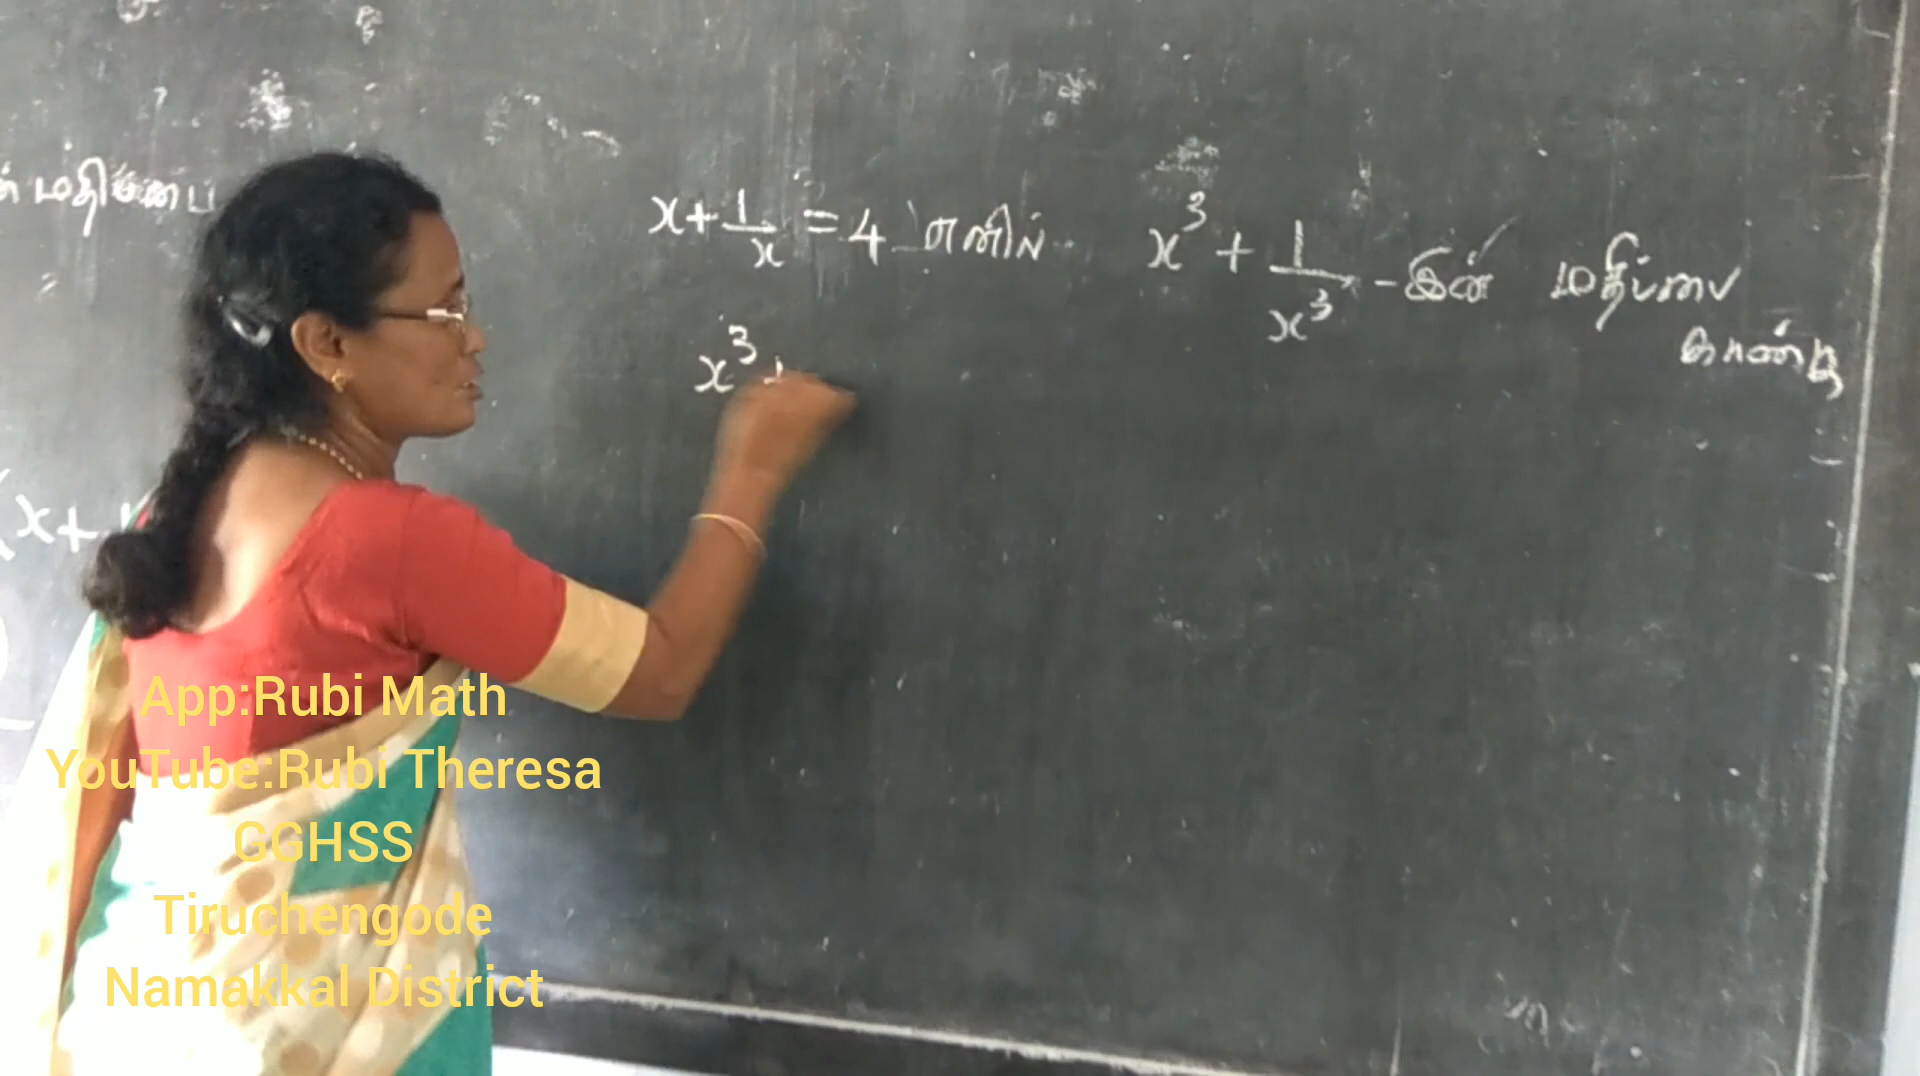 மதிப்பை
x + 1/x = 4 எனில் x³ + 1/x³ - இன் மதிப்பை
காண்க
x³ +
(x +
App:Rubi Math
YouTube:Rubi Theresa
GGHSS
Tiruchengode
Namakkal District